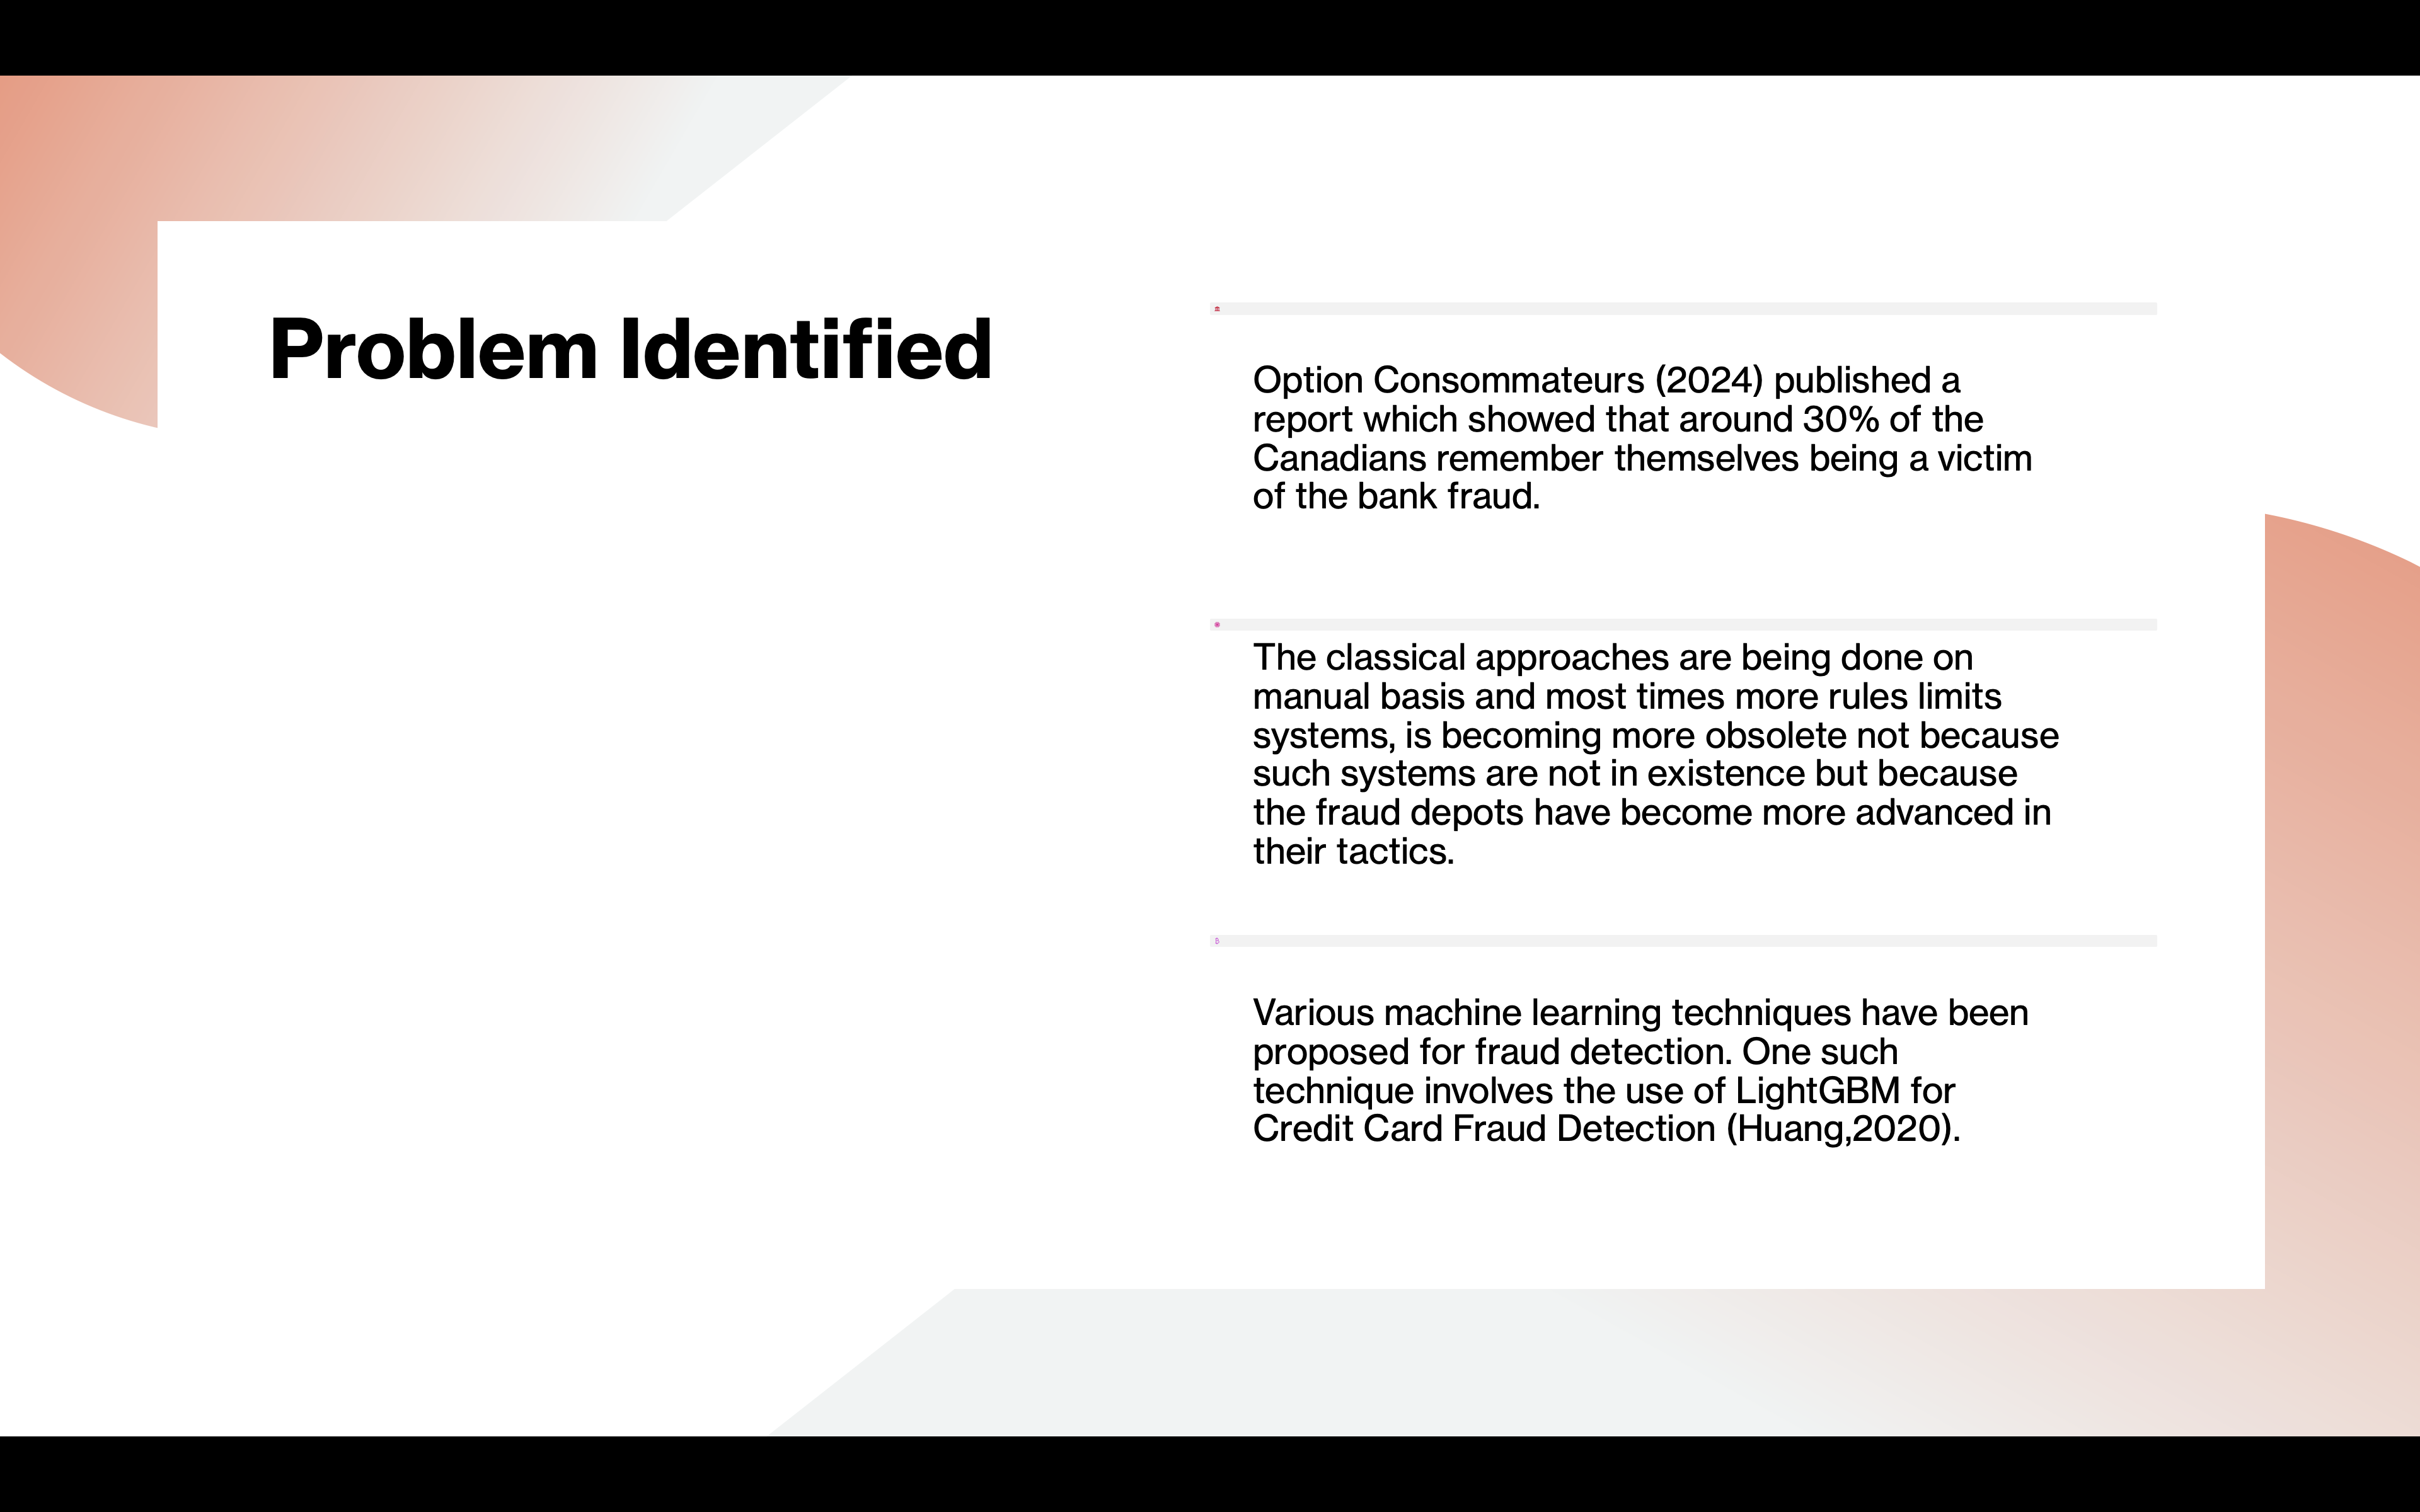 Problem Identified
Option Consommateurs (2024) published a
report which showed that around 30% of the
Canadians remember themselves being a victim
of the bank fraud.
The classical approaches are being done on
manual basis and most times more rules limits
systems, is becoming more obsolete not because
such systems are not in existence but because
the fraud depots have become more advanced in
their tactics.
Various machine learning techniques have been
proposed for fraud detection. One such
technique involves the use of LightGBM for
Credit Card Fraud Detection (Huang,2020).